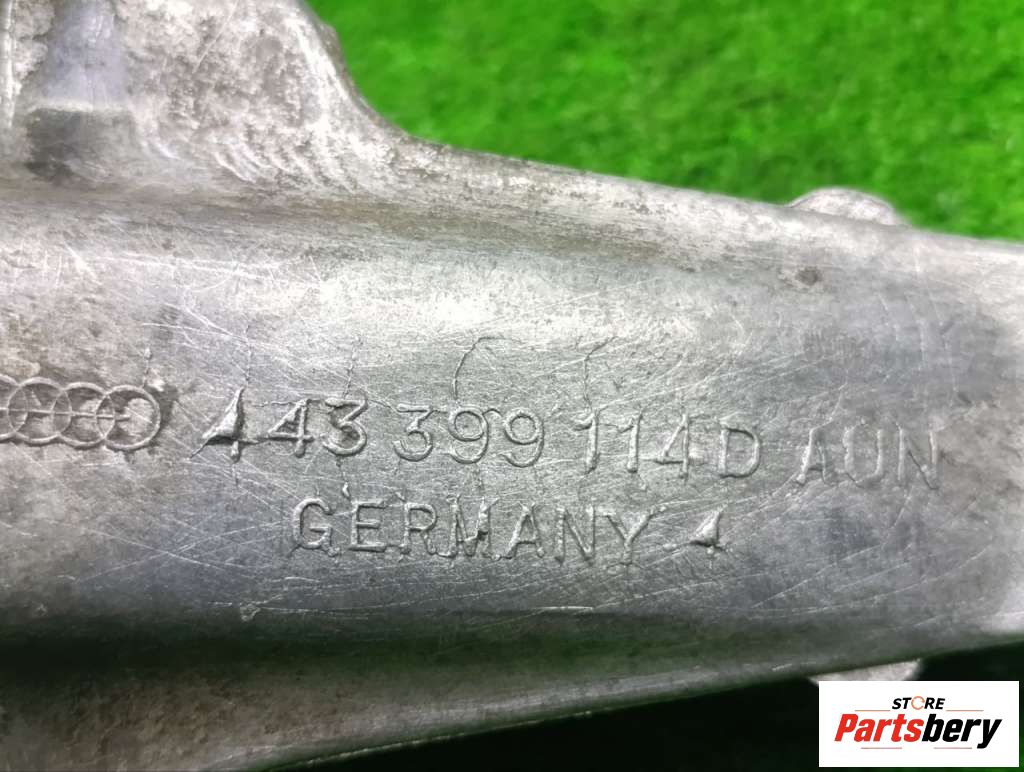 443 399 114D AUN
GERMANY 4
STORE
Partsbery